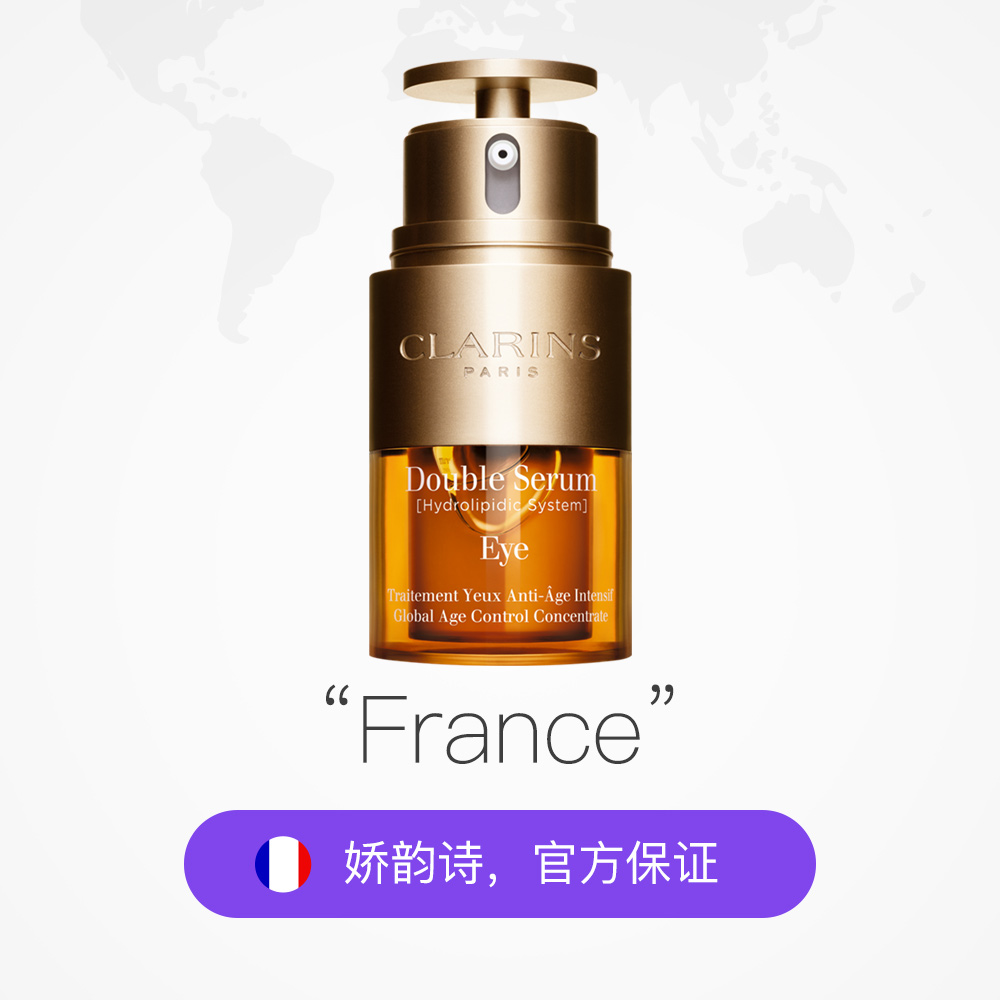 CLARINS
PARIS
Double Serum
[Hydrolipidic System]
Eye
Traitement Yeux Anti-Âge Intensif
Global Age Control Concentrate
“France”
娇韵诗，官方保证